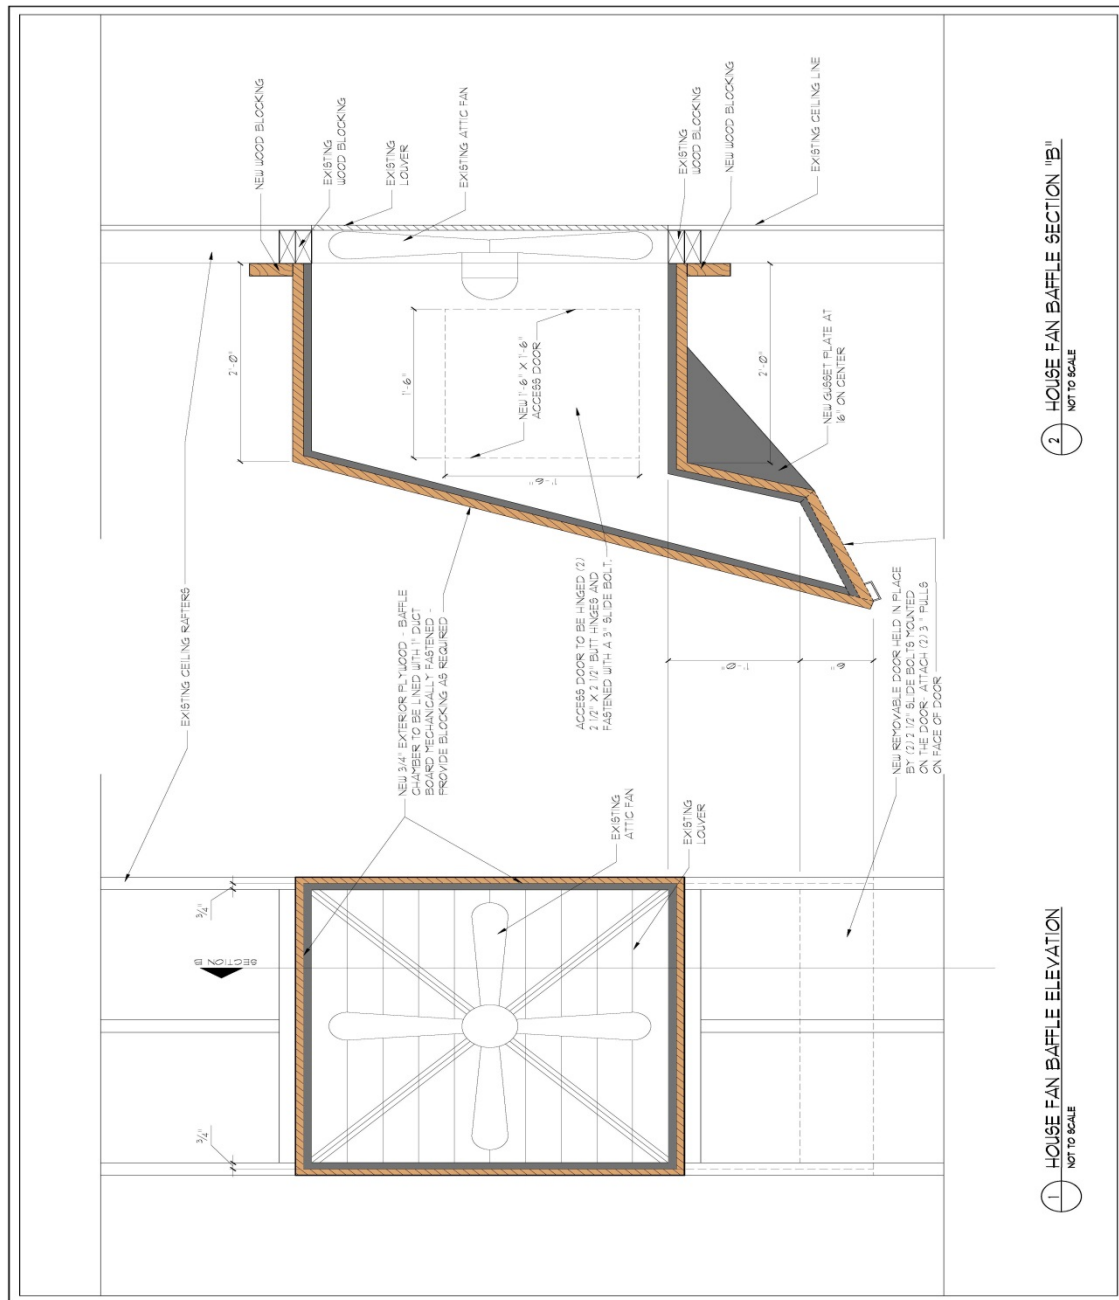 3/4"
3/4"
SECTION B
EXISTING CEILING RAFTERS
NEW 3/4" EXTERIOR PLYWOOD - BAFFLE
CHAMBER TO BE LINED WITH 1" DUCT
BOARD MECHANICALLY FASTENED -
PROVIDE BLOCKING AS REQUIRED
EXISTING
ATTIC FAN
EXISTING
LOUVER
2'-0"
NEW WOOD BLOCKING
EXISTING
WOOD BLOCKING
EXISTING
LOUVER
EXISTING ATTIC FAN
1'-6"
1'-6"
NEW 1'-6" X 1'-6"
ACCESS DOOR
ACCESS DOOR TO BE HINGED (2)
2 1/2" X 2 1/2" BUTT HINGES AND
FASTENED WITH A 3" SLIDE BOLT.
EXISTING
WOOD BLOCKING
NEW WOOD BLOCKING
1'-0"
6"
2'-0"
EXISTING CEILING LINE
NEW GUSSET PLATE AT
16" ON CENTER
NEW REMOVABLE DOOR HELD IN PLACE
BY (2) 2 1/2" SLIDE BOLTS MOUNTED
ON THE DOOR. ATTACH (2) 3 " PULLS
ON FACE OF DOOR
1 HOUSE FAN BAFFLE ELEVATION
NOT TO SCALE
2 HOUSE FAN BAFFLE SECTION "B"
NOT TO SCALE